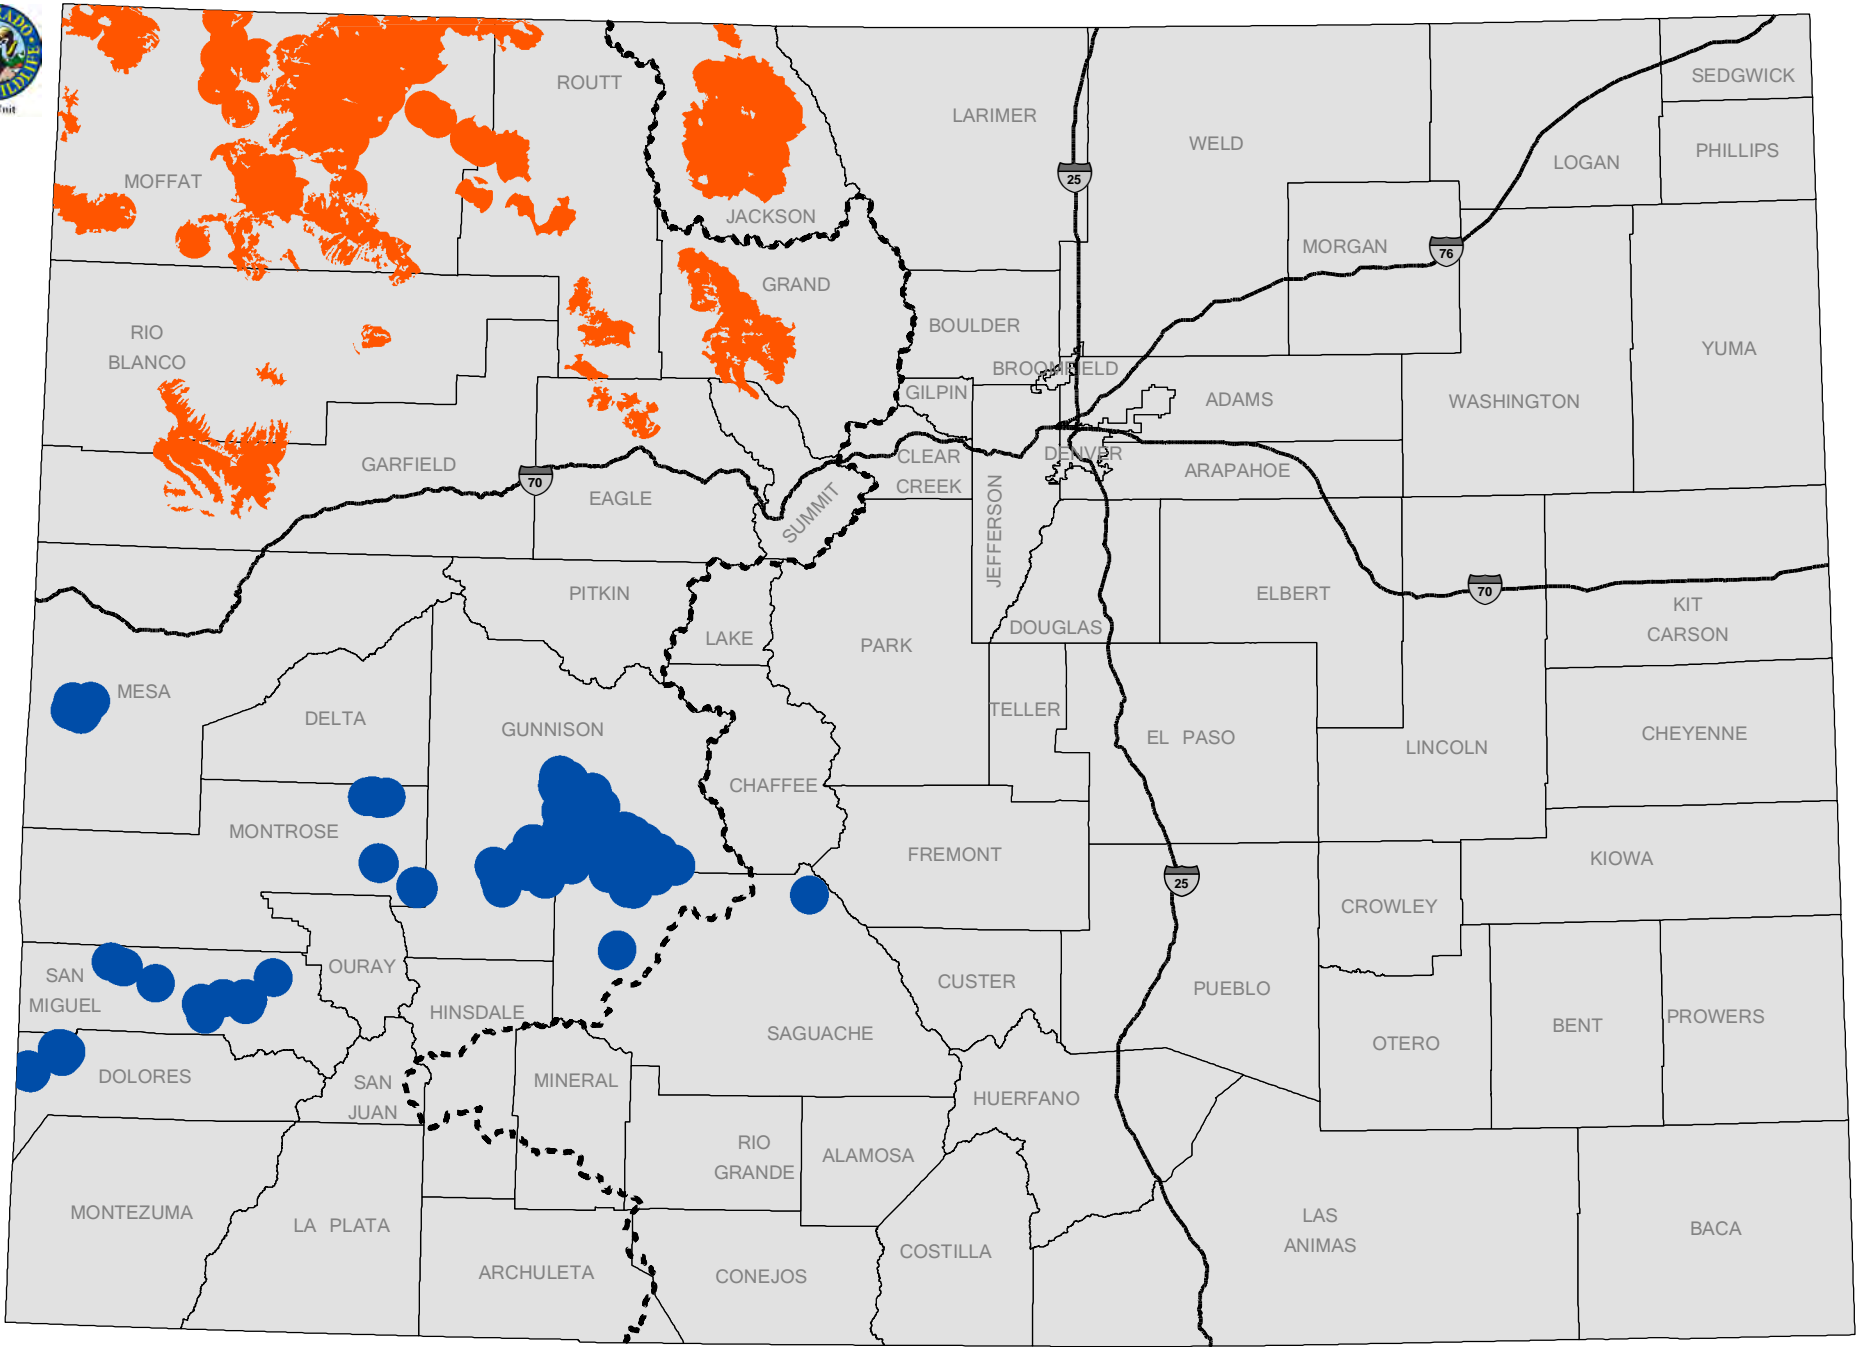 RADO
WILDLIFE
Unit
SEDGWICK
ROUTT
LARIMER
WELD
LOGAN
PHILLIPS
25
MOFFAT
JACKSON
MORGAN
76
GRAND
RIO
BLANCO
BOULDER
YUMA
BROOMFIELD
GILPIN
ADAMS
WASHINGTON
GARFIELD
CLEAR
CREEK
DENVER
ARAPAHOE
70
EAGLE
SUMMIT
JEFFERSON
PITKIN
ELBERT
70
KIT
CARSON
LAKE
DOUGLAS
PARK
MESA
DELTA
GUNNISON
TELLER
EL PASO
LINCOLN
CHEYENNE
CHAFFEE
MONTROSE
FREMONT
KIOWA
25
CROWLEY
OURAY
SAN
MIGUEL
CUSTER
PUEBLO
HINSDALE
SAGUACHE
BENT
PROWERS
OTERO
DOLORES
SAN
JUAN
MINERAL
HUERFANO
RIO
GRANDE
ALAMOSA
MONTEZUMA
LA PLATA
LAS
ANIMAS
BACA
ARCHULETA
CONEJOS
COSTILLA